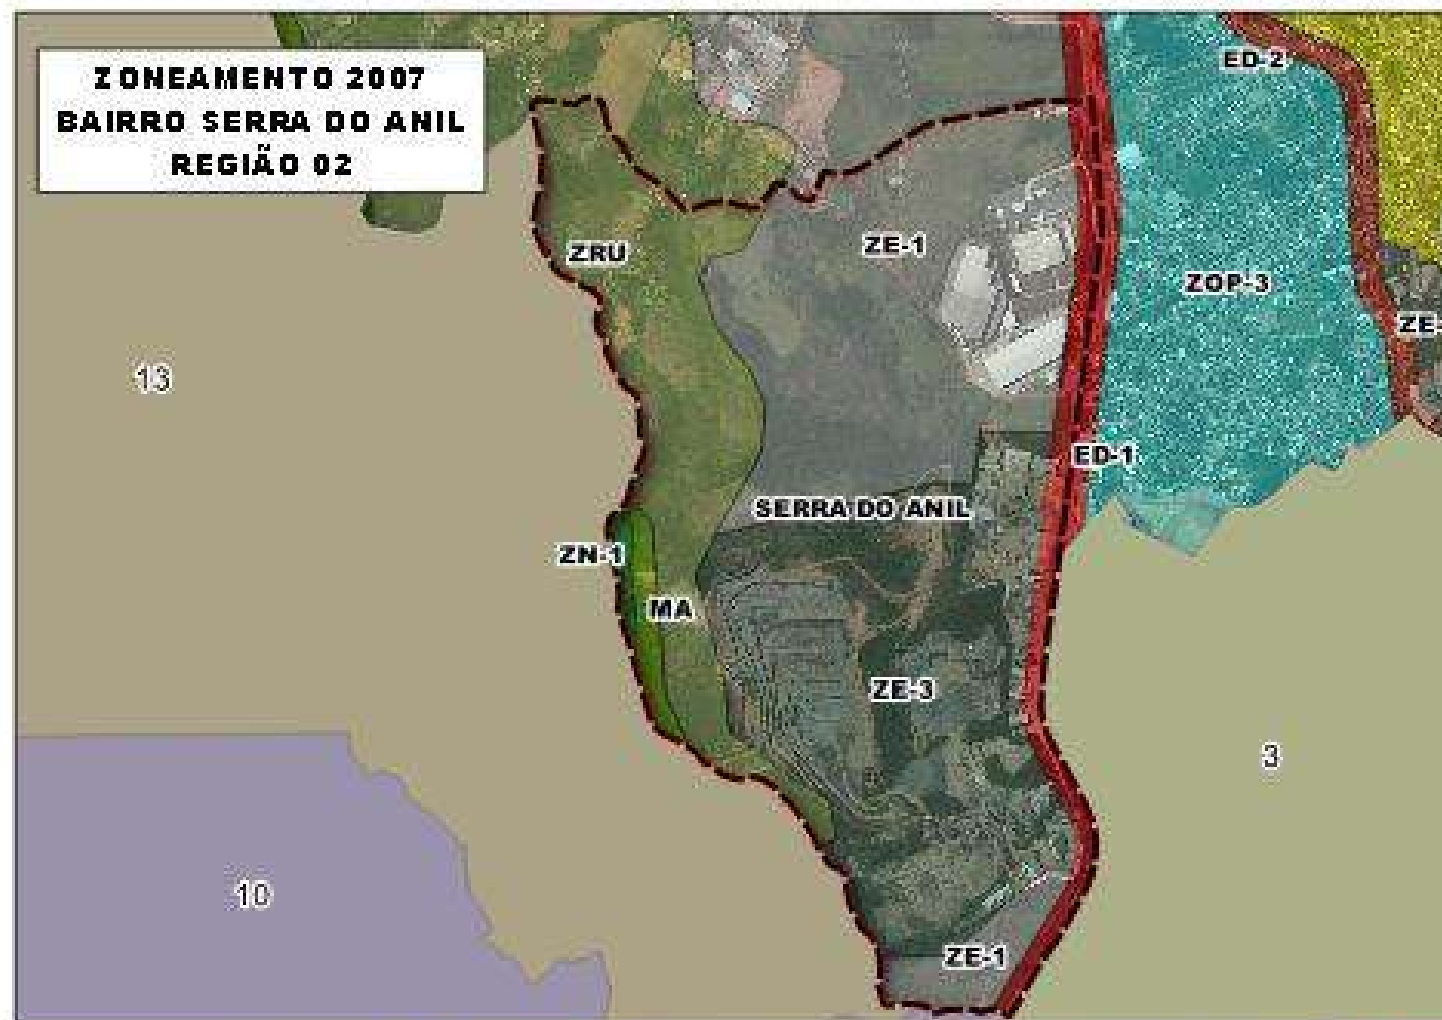 ZONEAMENTO 2007
BAIRRO SERRA DO ANIL
REGIÃO 02
ED-2
ZRU
ZE-1
ZOP-3
ZE-
13
ED-1
SERRA DO ANIL
ZN-1
MA
ZE-3
3
10
ZE-1